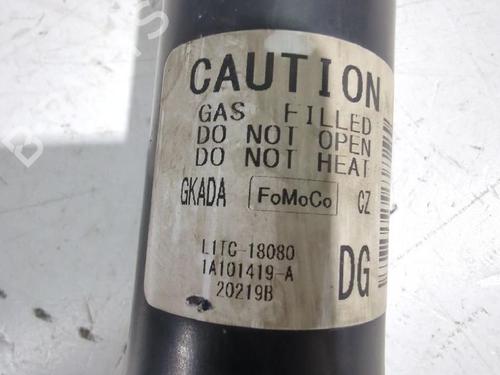 CAUTION
GAS FILLED
DO NOT OPEN
DO NOT HEAT
GKADA FoMoCo CZ
L1TC-18080
1A101419-A
20219B
DG